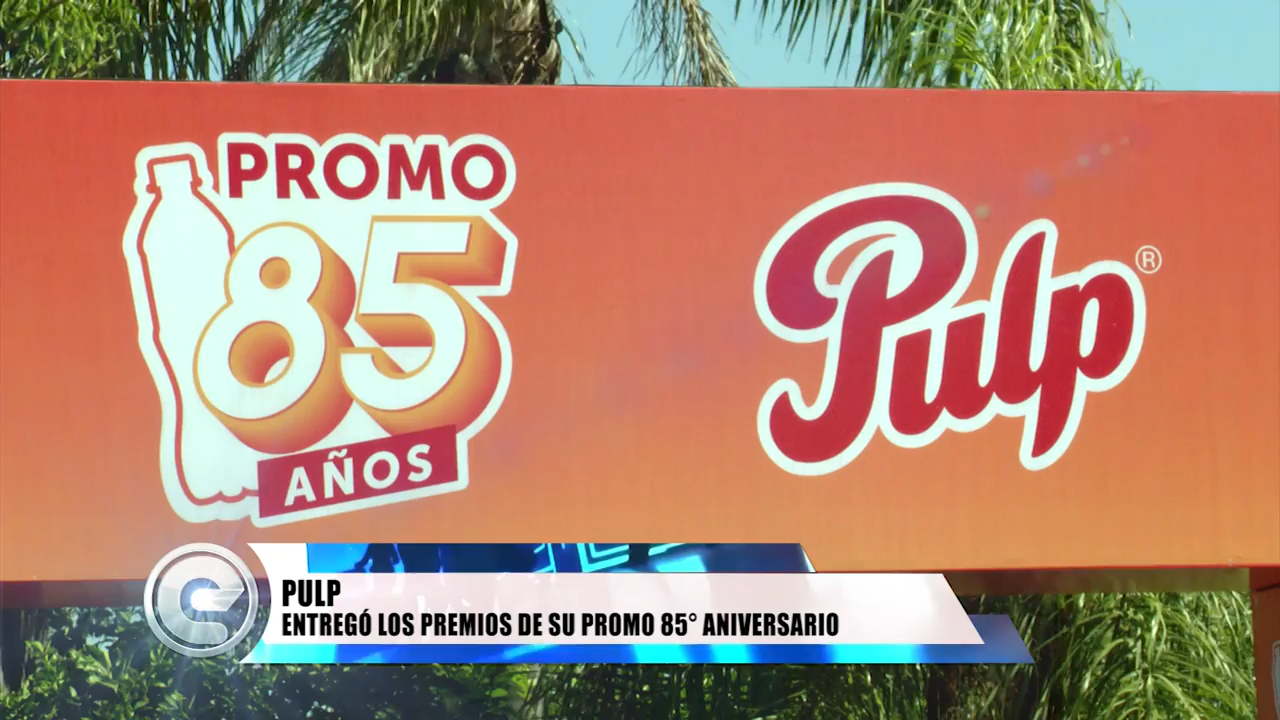 PROMO
85
AÑOS
Pulp®
PULP
ENTREGÓ LOS PREMIOS DE SU PROMO 85° ANIVERSARIO